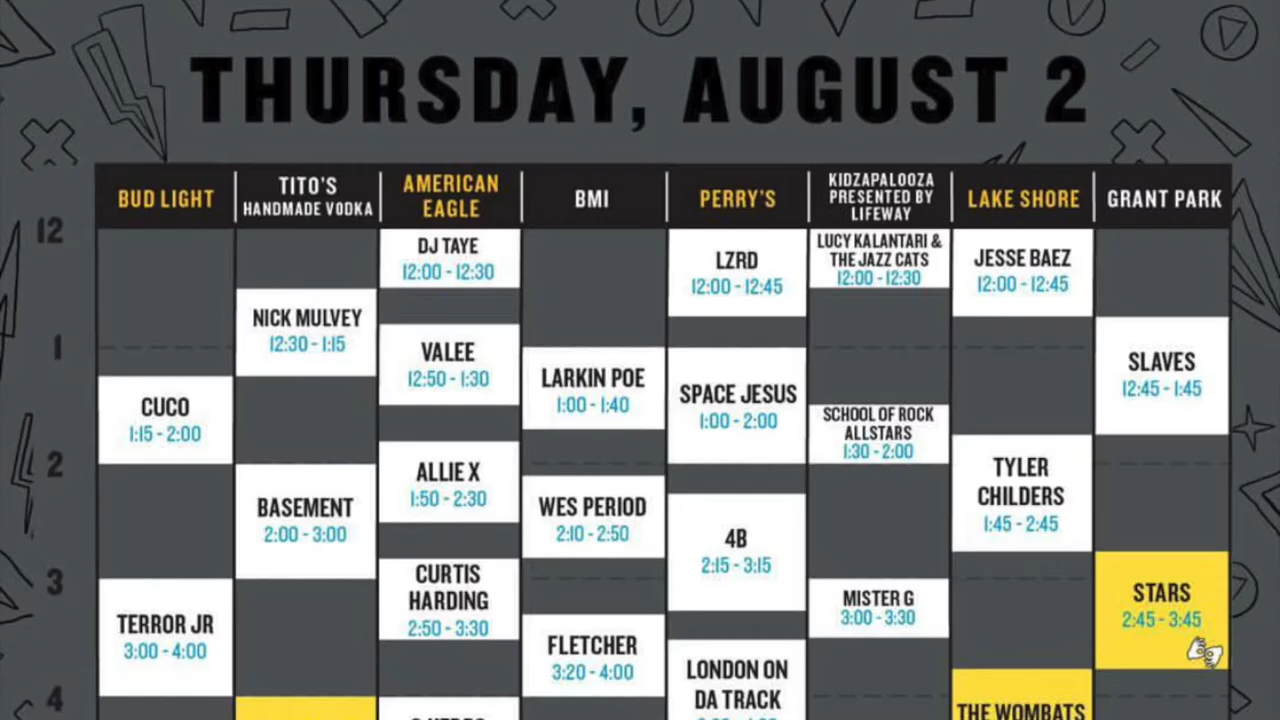 THURSDAY, AUGUST 2
BUD LIGHT
TITO'S
HANDMADE VODKA
AMERICAN
EAGLE
BMI
PERRY'S
KIDZAPALOOZA
PRESENTED BY
LIFEWAY
LAKE SHORE
GRANT PARK
12
1
2
3
4
CUCO
1:15 - 2:00
TERROR JR
3:00 - 4:00
NICK MULVEY
12:30 - 1:15
BASEMENT
2:00 - 3:00
DJ TAYE
12:00 - 12:30
VALEE
12:50 - 1:30
ALLIE X
1:50 - 2:30
CURTIS
HARDING
2:50 - 3:30
LARKIN POE
1:00 - 1:40
WES PERIOD
2:10 - 2:50
FLETCHER
3:20 - 4:00
LZRD
12:00 - 12:45
SPACE JESUS
1:00 - 2:00
4B
2:15 - 3:15
LONDON ON
DA TRACK
LUCY KALANTARI &
THE JAZZ CATS
12:00 - 12:30
SCHOOL OF ROCK
ALLSTARS
1:30 - 2:00
MISTER G
3:00 - 3:30
JESSE BAEZ
12:00 - 12:45
TYLER
CHILDERS
1:45 - 2:45
THE WOMBATS
SLAVES
12:45 - 1:45
STARS
2:45 - 3:45